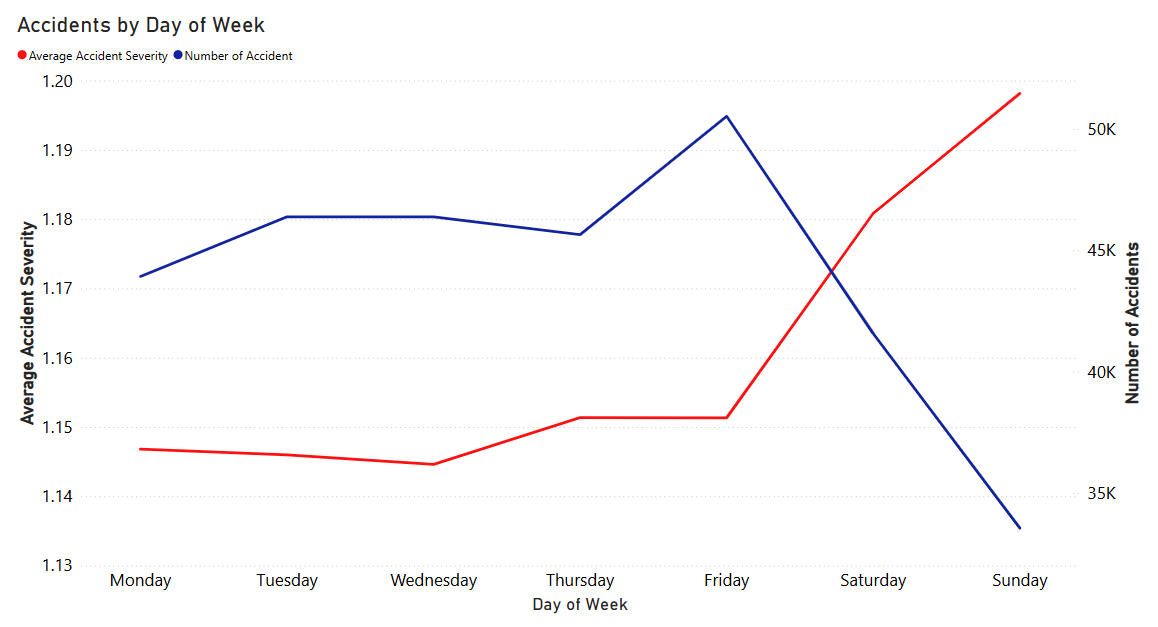 Accidents by Day of Week
Average Accident Severity Number of Accident
1.20
1.19
1.18
1.17
1.16
1.15
1.14
1.13
Average Accident Severity
50K
45K
40K
35K
Number of Accidents
Monday Tuesday Wednesday Thursday Friday Saturday Sunday
Day of Week